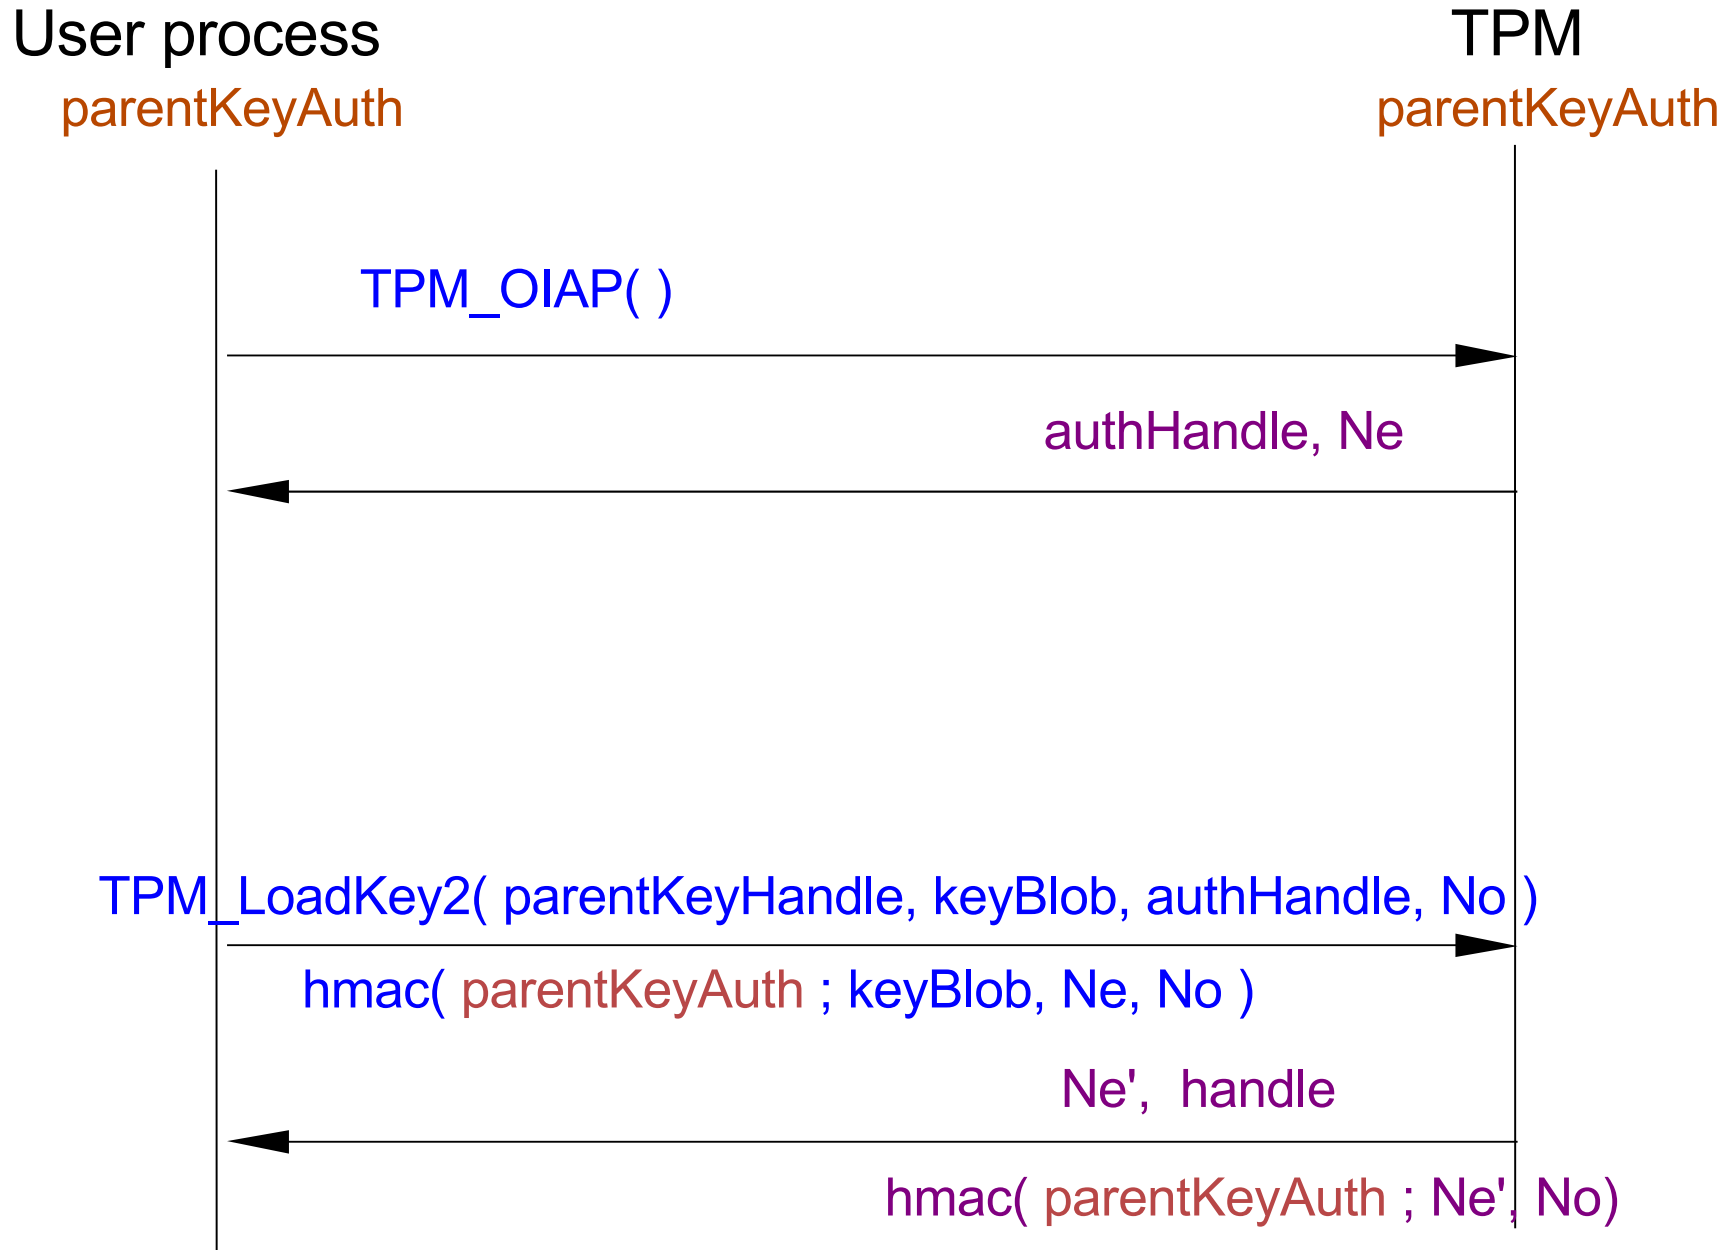 User process
TPM
parentKeyAuth
parentKeyAuth
TPM_OIAP( )
authHandle, Ne
TPM_LoadKey2( parentKeyHandle, keyBlob, authHandle, No )
hmac( parentKeyAuth ; keyBlob, Ne, No )
Ne', handle
hmac( parentKeyAuth ; Ne', No)